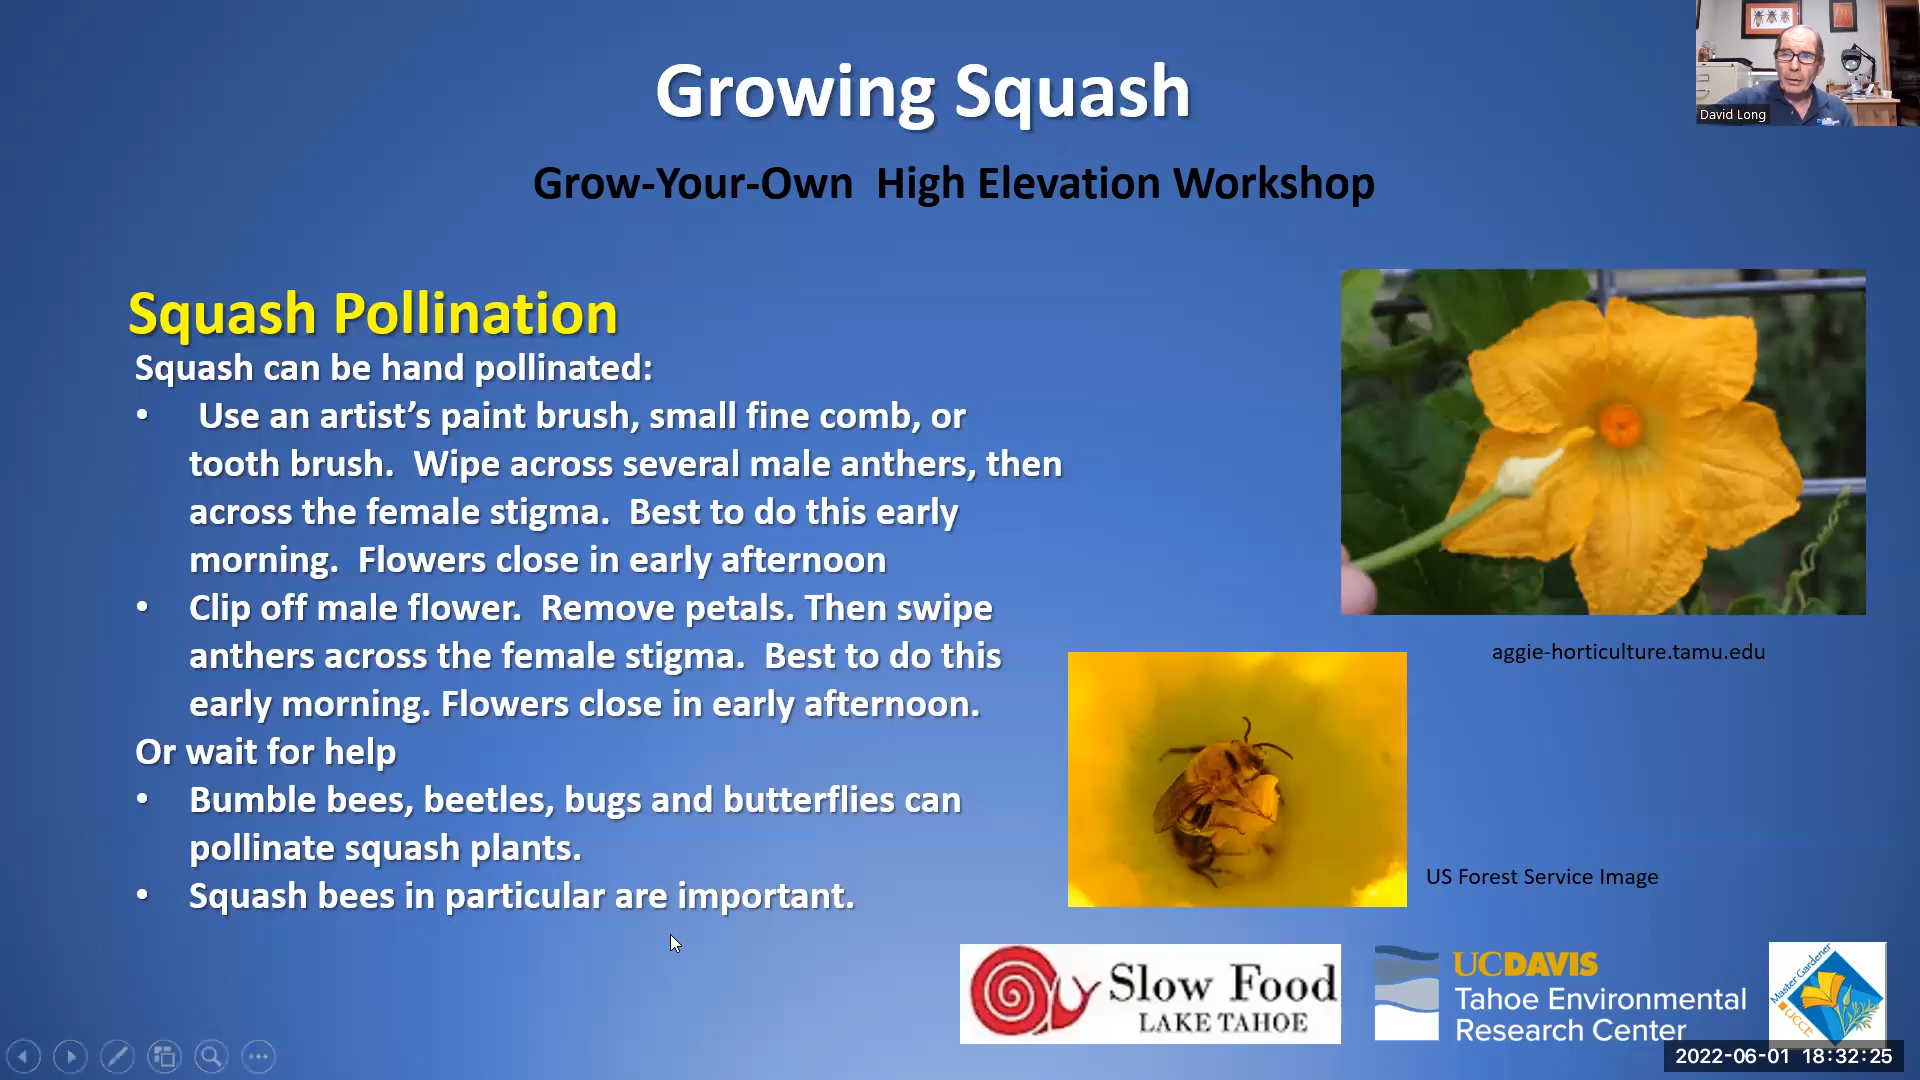 Growing Squash
David Long
Grow-Your-Own  High Elevation Workshop
Squash Pollination
Squash can be hand pollinated:
•  Use an artist’s paint brush, small fine comb, or
tooth brush.  Wipe across several male anthers, then
across the female stigma.  Best to do this early
morning.  Flowers close in early afternoon
• Clip off male flower.  Remove petals. Then swipe
anthers across the female stigma.  Best to do this
early morning. Flowers close in early afternoon.
Or wait for help
• Bumble bees, beetles, bugs and butterflies can
pollinate squash plants.
• Squash bees in particular are important.
aggie-horticulture.tamu.edu
US Forest Service Image
Slow Food
LAKE TAHOE
UCDAVIS
Tahoe Environmental
Research Center
Master Gardener
UCCE
2022-06-01 18:32:25